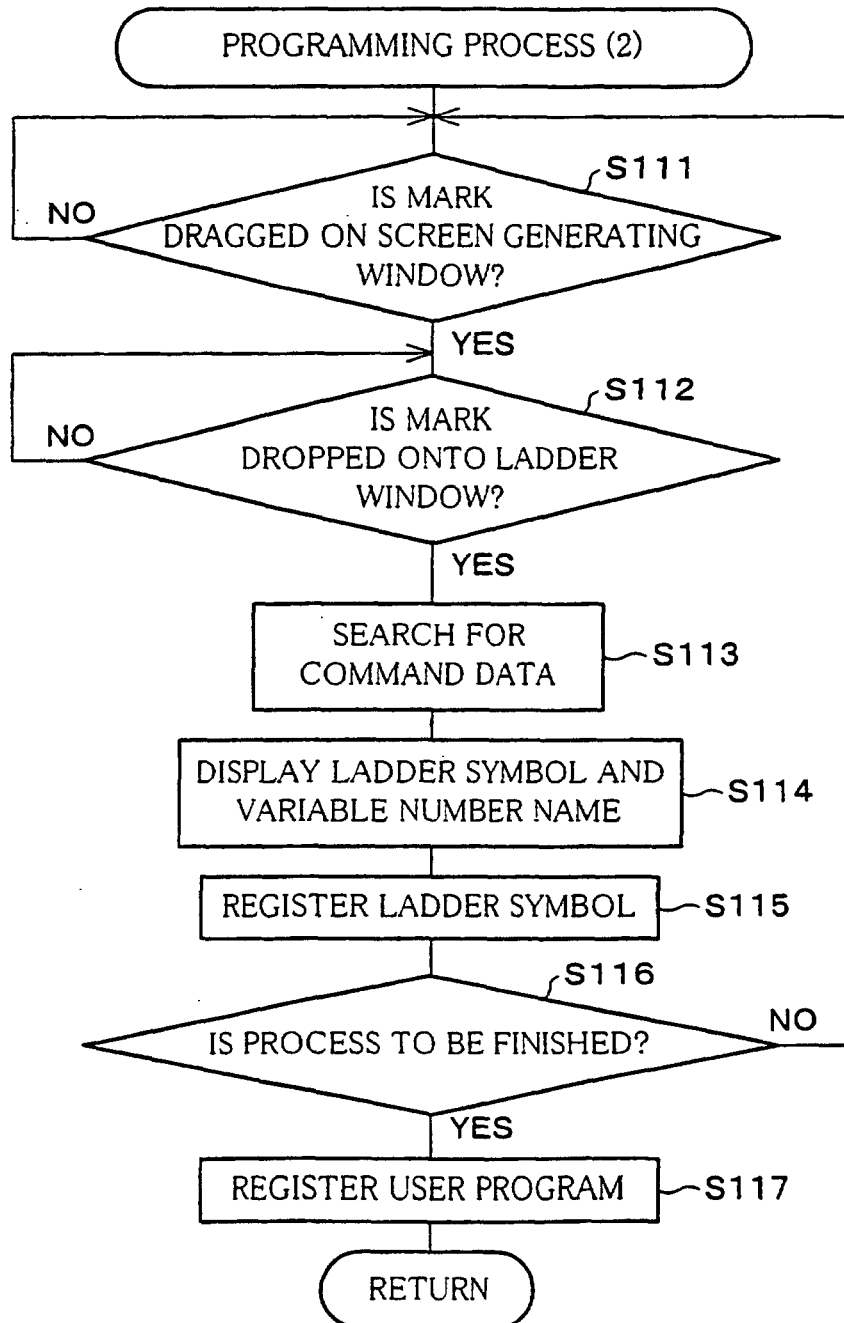 PROGRAMMING PROCESS (2)
S111
IS MARK
NO
DRAGGED ON SCREEN GENERATING
WINDOW?
YES
S112
IS MARK
NO
DROPPED ONTO LADDER
WINDOW?
YES
SEARCH FOR
COMMAND DATA
S113
DISPLAY LADDER SYMBOL AND
VARIABLE NUMBER NAME
S114
REGISTER LADDER SYMBOL
S115
S116
NO
IS PROCESS TO BE FINISHED?
YES
REGISTER USER PROGRAM
S117
RETURN